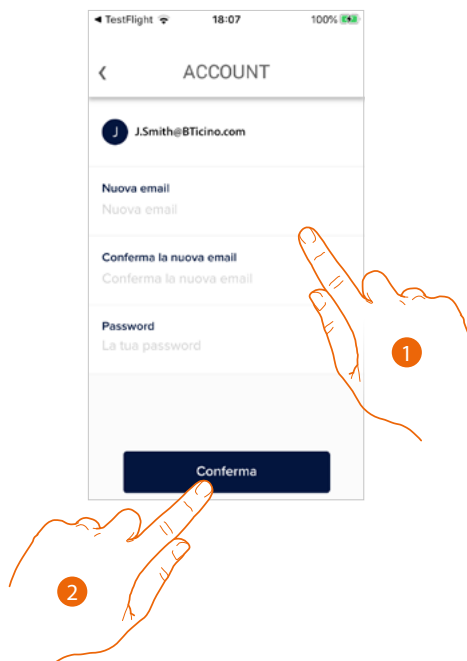 ◀ TestFlight 18:07 100%
ACCOUNT
J J.Smith@BTicino.com
Nuova email
Nuova email
Conferma la nuova email
Conferma la nuova email
Password
La tua password
1
Conferma
2